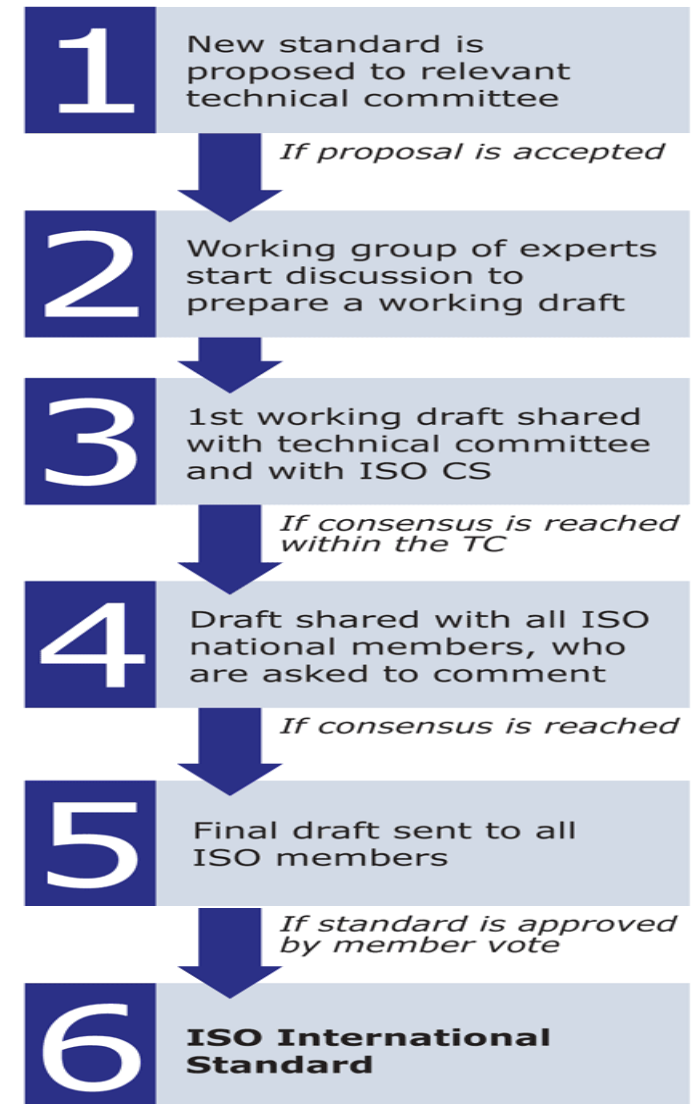 1
New standard is
proposed to relevant
technical committee
If proposal is accepted
2
Working group of experts
start discussion to
prepare a working draft
3
1st working draft shared
with technical committee
and with ISO CS
If consensus is reached
within the TC
4
Draft shared with all ISO
national members, who
are asked to comment
If consensus is reached
5
Final draft sent to all
ISO members
If standard is approved
by member vote
6
ISO International
Standard